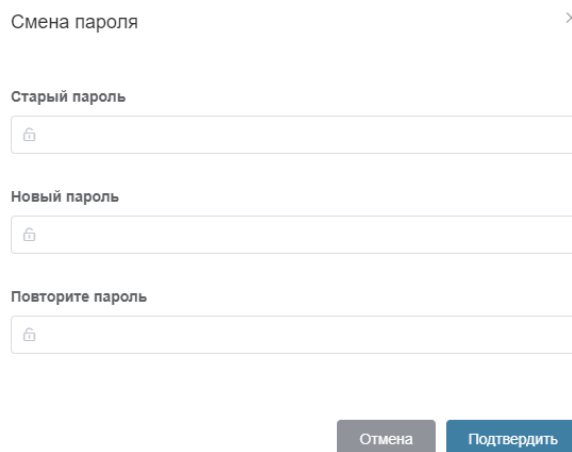 Смена пароля
Старый пароль
Новый пароль
Повторите пароль
Отмена Подтвердить